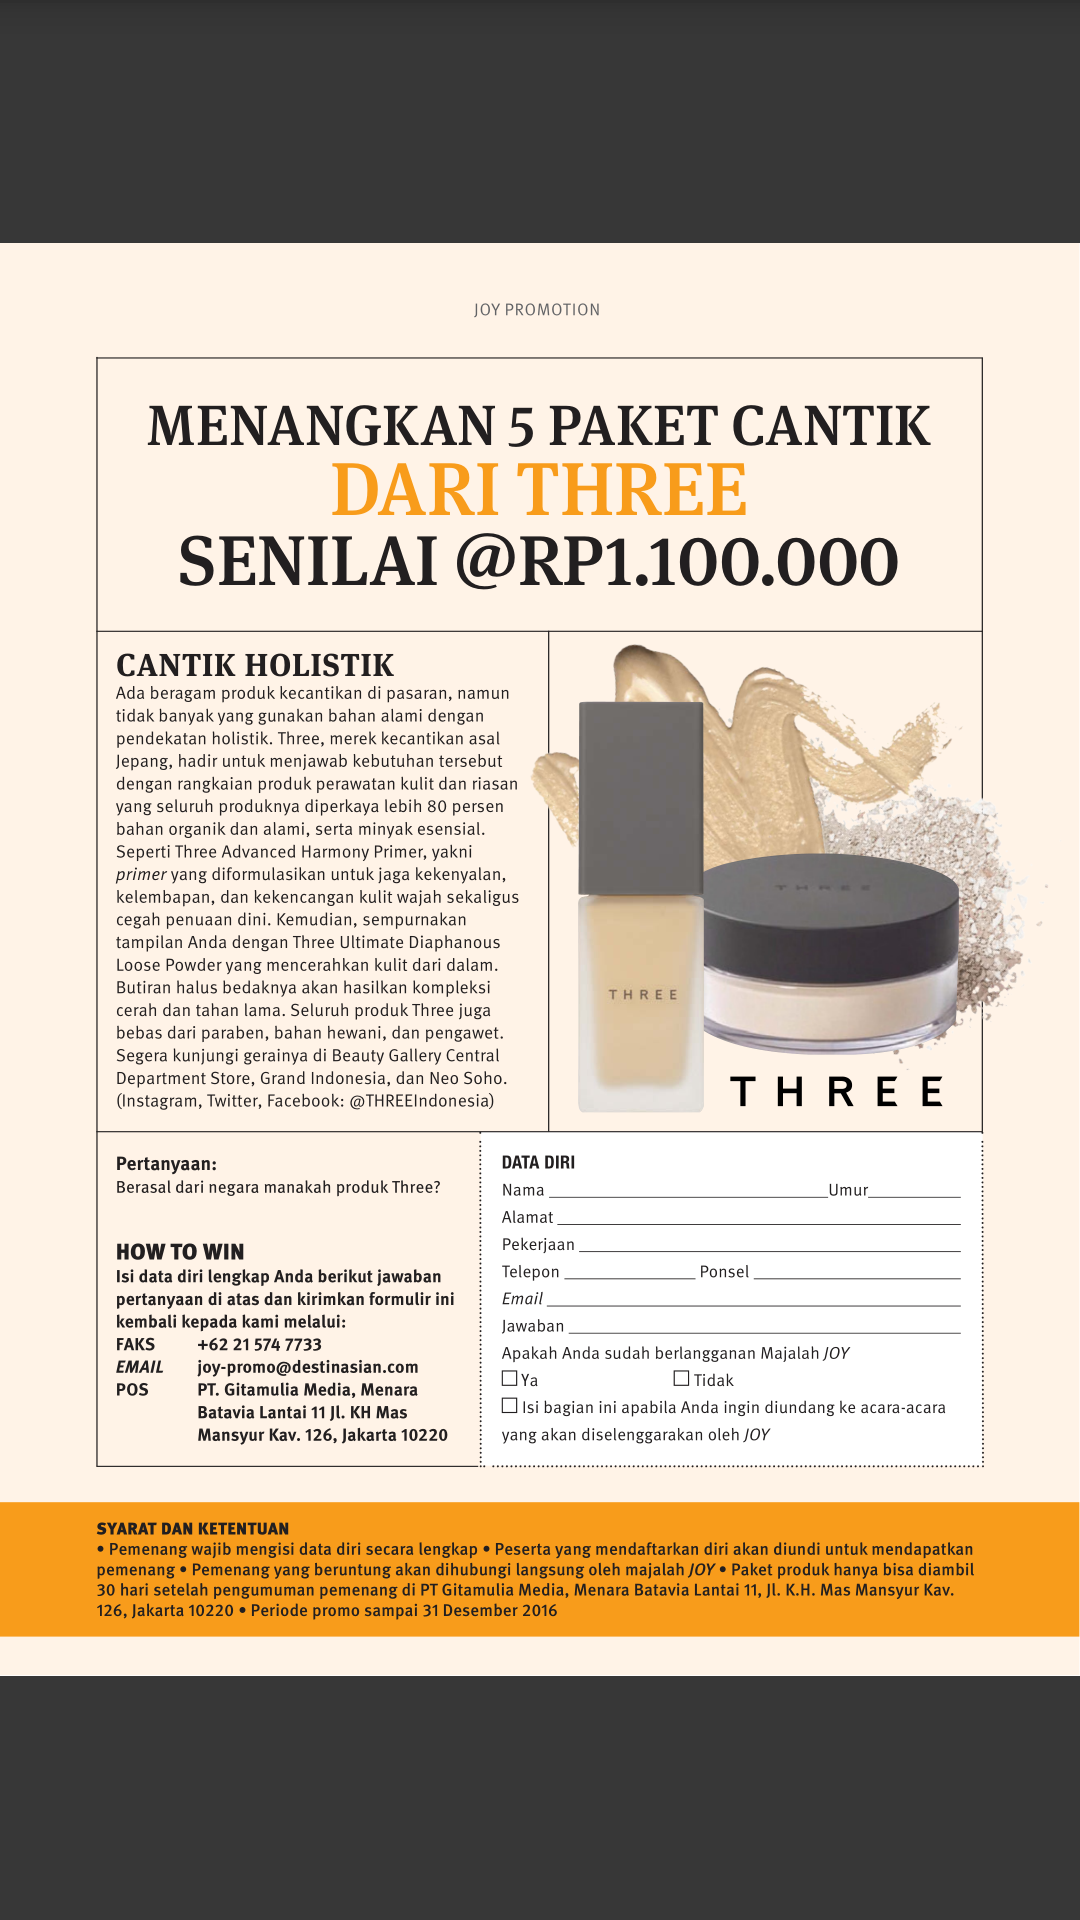 JOY PROMOTION
MENANGKAN 5 PAKET CANTIK
DARI THREE
SENILAI @RP1.100.000
CANTIK HOLISTIK
Ada beragam produk kecantikan di pasaran, namun
tidak banyak yang gunakan bahan alami dengan
pendekatan holistik. Three, merek kecantikan asal
Jepang, hadir untuk menjawab kebutuhan tersebut
dengan rangkaian produk perawatan kulit dan riasan
yang seluruh produknya diperkaya lebih 80 persen
bahan organik dan alami, serta minyak esensial.
Seperti Three Advanced Harmony Primer, yakni
primer yang diformulasikan untuk jaga kekenyalan,
kelembapan, dan kekencangan kulit wajah sekaligus
cegah penuaan dini. Kemudian, sempurnakan
tampilan Anda dengan Three Ultimate Diaphanous
Loose Powder yang mencerahkan kulit dari dalam.
Butiran halus bedaknya akan hasilkan kompleksi
cerah dan tahan lama. Seluruh produk Three juga
bebas dari paraben, bahan hewani, dan pengawet.
Segera kunjungi gerainya di Beauty Gallery Central
Department Store, Grand Indonesia, dan Neo Soho.
(Instagram, Twitter, Facebook: @THREEIndonesia)
THREE
THREE
THREE
Pertanyaan:
Berasal dari negara manakah produk Three?
HOW TO WIN
Isi data diri lengkap Anda berikut jawaban
pertanyaan di atas dan kirimkan formulir ini
kembali kepada kami melalui:
FAKS +62 21 574 7733
EMAIL joy-promo@destinasian.com
POS PT. Gitamulia Media, Menara
Batavia Lantai 11 Jl. KH Mas
Mansyur Kav. 126, Jakarta 10220
DATA DIRI
Nama Umur
Alamat
Pekerjaan
Telepon Ponsel
Email
Jawaban
Apakah Anda sudah berlangganan Majalah JOY
Ya Tidak
Isi bagian ini apabila Anda ingin diundang ke acara-acara
yang akan diselenggarakan oleh JOY
SYARAT DAN KETENTUAN
• Pemenang wajib mengisi data diri secara lengkap • Peserta yang mendaftarkan diri akan diundi untuk mendapatkan
pemenang • Pemenang yang beruntung akan dihubungi langsung oleh majalah JOY • Paket produk hanya bisa diambil
30 hari setelah pengumuman pemenang di PT Gitamulia Media, Menara Batavia Lantai 11, Jl. K.H. Mas Mansyur Kav.
126, Jakarta 10220 • Periode promo sampai 31 Desember 2016